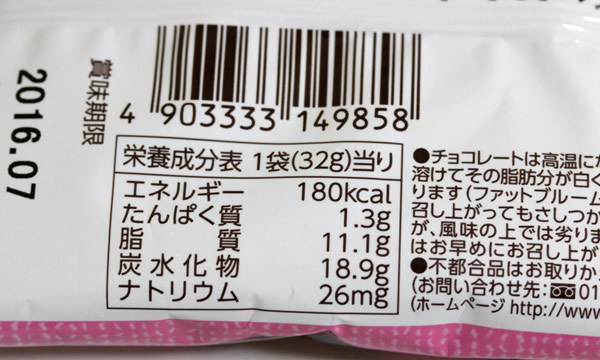 賞味期限
2016.07
4 903333 149858
栄養成分表 1袋(32g)当り
エネルギー 180kcal
たんぱく質 1.3g
脂質 11.1g
炭水化物 18.9g
ナトリウム 26mg
●チョコレートは高温に
溶けてその脂肪分が白く
ります(ファットブルーム
召し上がってもさしつか
が、風味の上では劣りま
はお早めにお召し上が
●不都合品はお取りか
(お問い合わせ先: 01
(ホームページ http://www